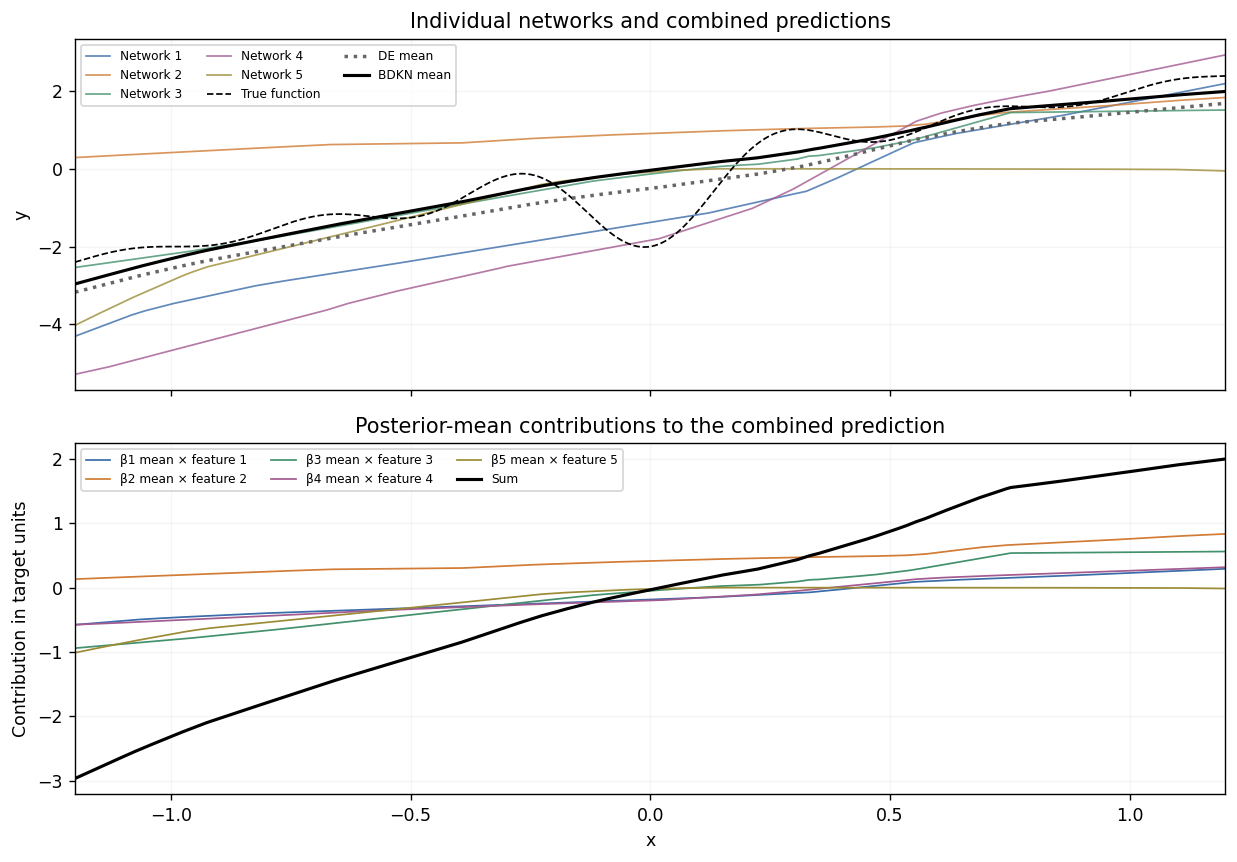 Individual networks and combined predictions
Network 1
Network 2
Network 3
Network 4
Network 5
True function
DE mean
BDKN mean
2
0
−2
−4
y
Posterior-mean contributions to the combined prediction
β1 mean × feature 1
β2 mean × feature 2
β3 mean × feature 3
β4 mean × feature 4
β5 mean × feature 5
Sum
2
1
0
−1
−2
−3
Contribution in target units
−1.0
−0.5
0.0
0.5
1.0
x